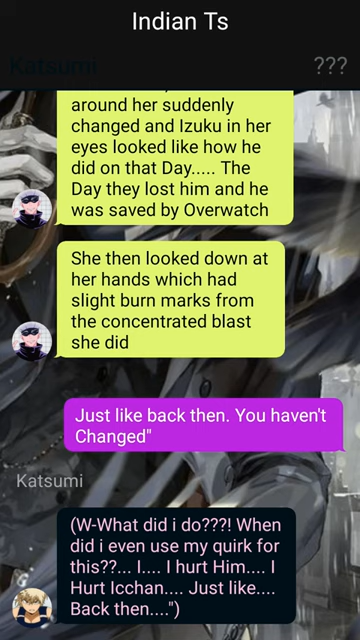 Indian Ts
Katsumi
???
around her suddenly
changed and Izuku in her
eyes looked like how he
did on that Day..... The
Day they lost him and he
was saved by Overwatch
She then looked down at
her hands which had
slight burn marks from
the concentrated blast
she did
Just like back then. You haven't
Changed"
Katsumi
(W-What did i do???! When
did i even use my quirk for
this??... I.... I hurt Him.... I
Hurt Icchan.... Just like....
Back then....")